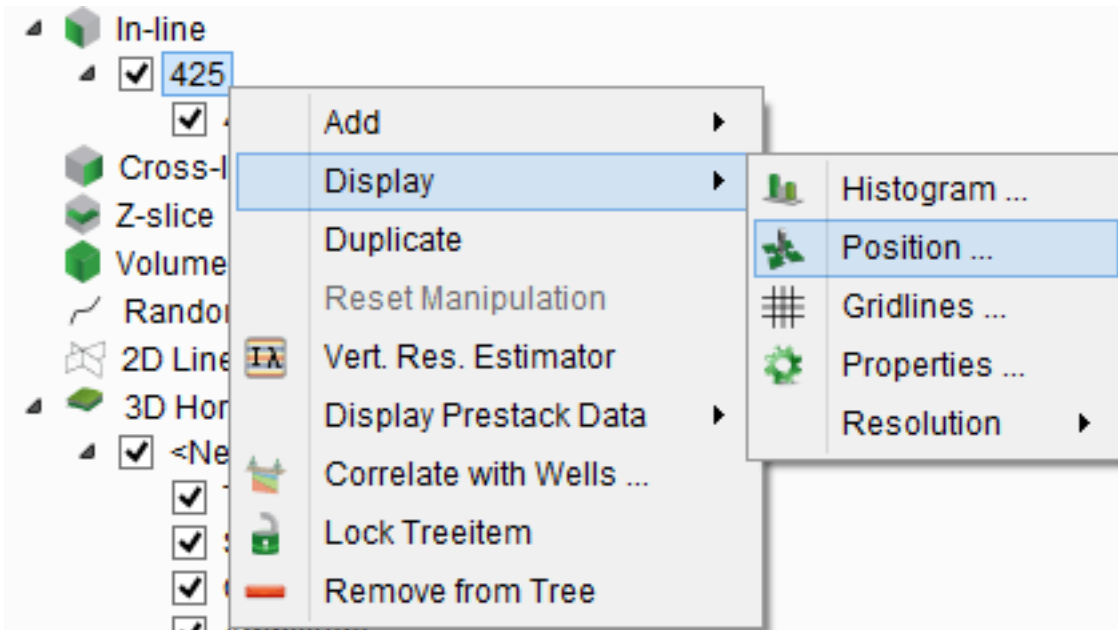 In-line
425
Add
Display
Histogram ...
Position ...
Gridlines ...
Properties ...
Resolution
Duplicate
Reset Manipulation
Vert. Res. Estimator
Display Prestack Data
Correlate with Wells ...
Lock Treeitem
Remove from Tree
Cross-l
Z-slice
Volume
2D Line
3D Hor
<Ne